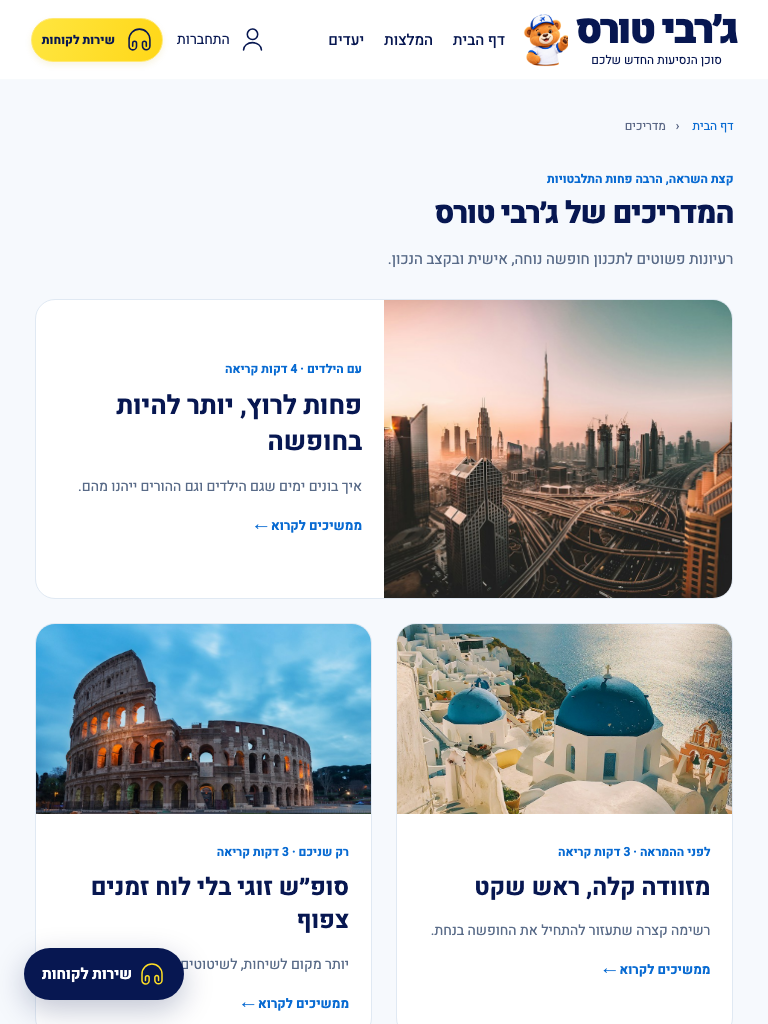 ג׳רבי טורס
סוכן הנסיעות החדש שלכם
דף הבית
המלצות
יעדים
התחברות
שירות לקוחות
דף הבית ‹ מדריכים
קצת השראה, הרבה פחות התלבטויות
המדריכים של ג׳רבי טורס
רעיונות פשוטים לתכנון חופשה נוחה, אישית ובקצב הנכון.
עם הילדים · 4 דקות קריאה
פחות לרוץ, יותר להיות
בחופשה
איך בונים ימים שגם הילדים וגם ההורים ייהנו מהם.
ממשיכים לקרוא ←
לפני ההמראה · 3 דקות קריאה
מזוודה קלה, ראש שקט
רשימה קצרה שתעזור להתחיל את החופשה בנחת.
ממשיכים לקרוא ←
רק שניכם · 3 דקות קריאה
סופ״ש זוגי בלי לוח זמנים
צפוף
יותר מקום לשיחות, לשיטוטים
ממשיכים לקרוא ←
שירות לקוחות